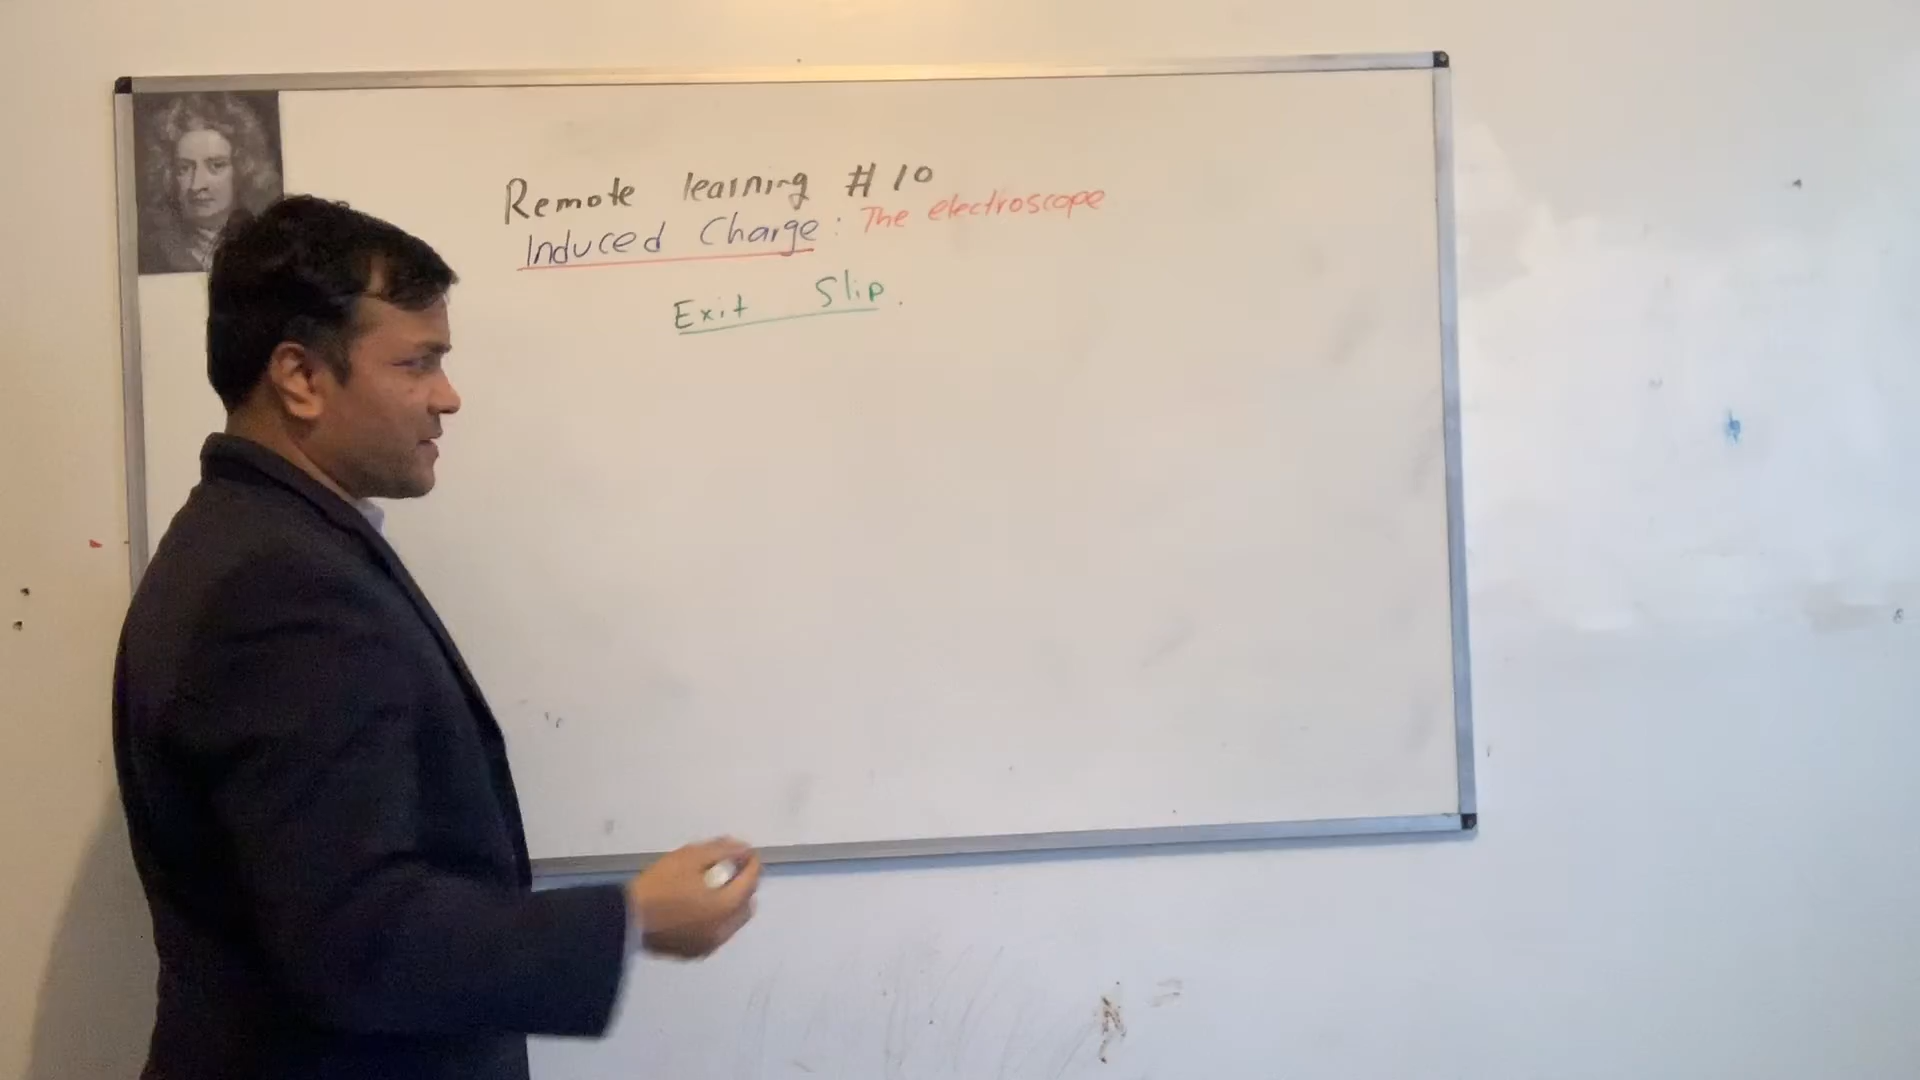 Remote learning #10
Induced Charge: The electroscope
Exit Slip.